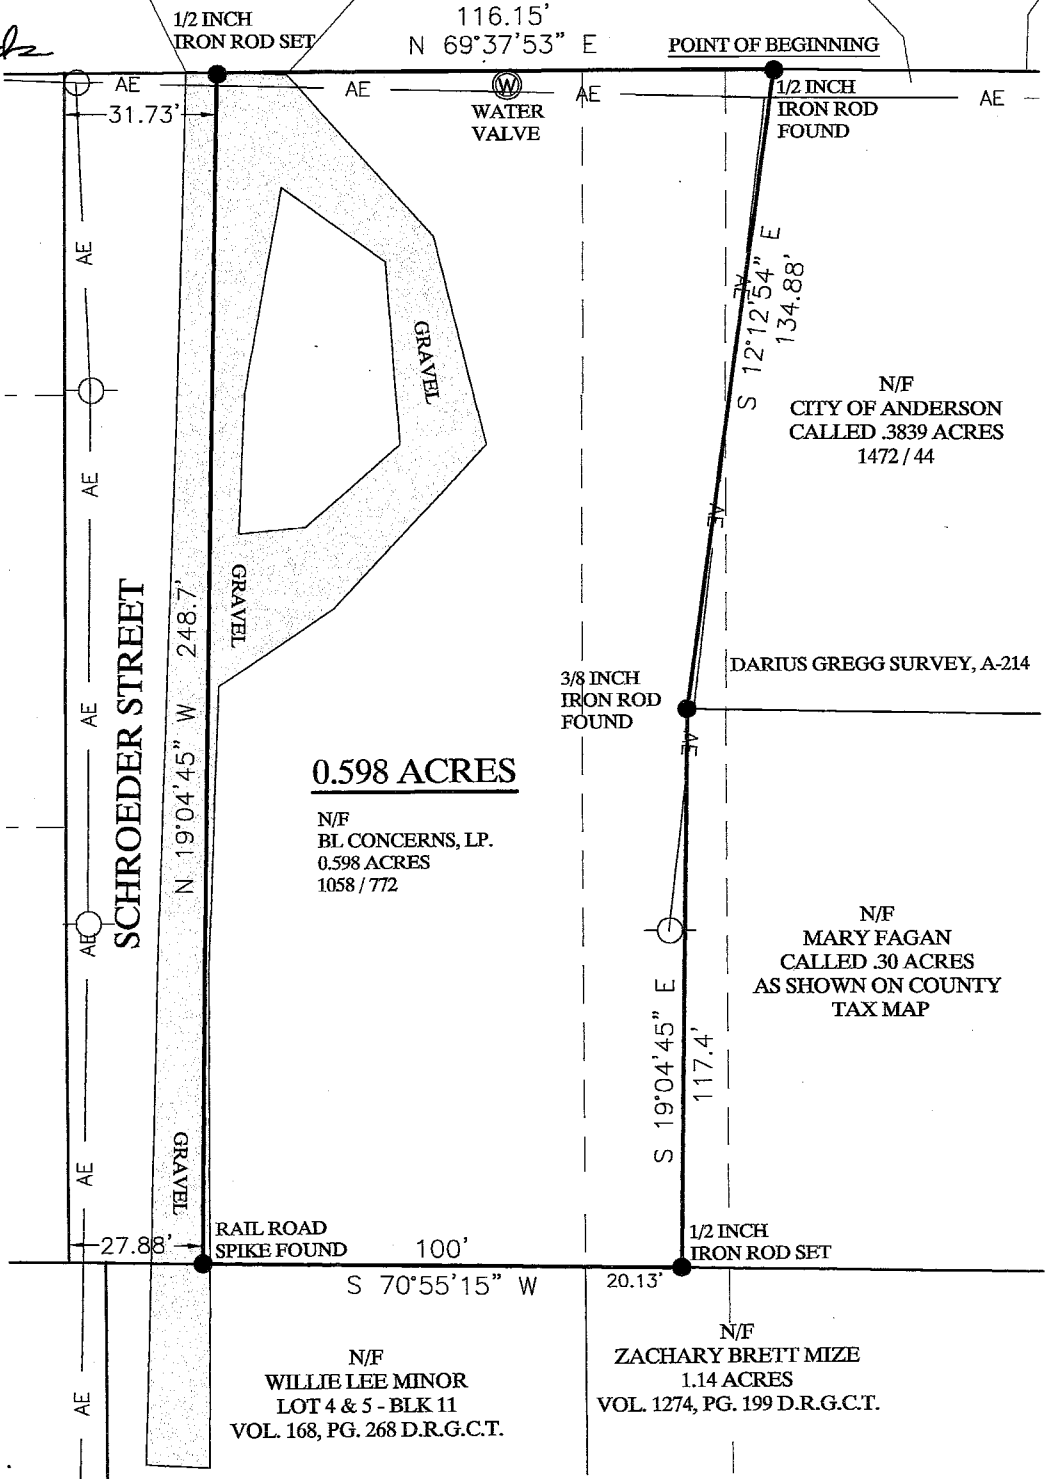 1/2 INCH
IRON ROD SET
116.15'
N 69°37'53" E
POINT OF BEGINNING
AE
AE
W
AE
AE
31.73'
WATER
VALVE
1/2 INCH
IRON ROD
FOUND
AE
S 12°12'54" E
134.88'
AE
GRAVEL
N/F
CITY OF ANDERSON
CALLED .3839 ACRES
1472 / 44
AE
AE
GRAVEL
SCHROEDER STREET
N 19°04'45" W 248.7'
AE
3/8 INCH
IRON ROD
FOUND
DARIUS GREGG SURVEY, A-214
AE
0.598 ACRES
N/F
BL CONCERNS, LP.
0.598 ACRES
1058 / 772
AE
N/F
MARY FAGAN
CALLED .30 ACRES
AS SHOWN ON COUNTY
TAX MAP
S 19°04'45" E
117.4'
AE
GRAVEL
27.88'
RAIL ROAD
SPIKE FOUND
100'
S 70°55'15" W
20.13'
1/2 INCH
IRON ROD SET
AE
N/F
WILLIE LEE MINOR
LOT 4 & 5 - BLK 11
VOL. 168, PG. 268 D.R.G.C.T.
N/F
ZACHARY BRETT MIZE
1.14 ACRES
VOL. 1274, PG. 199 D.R.G.C.T.